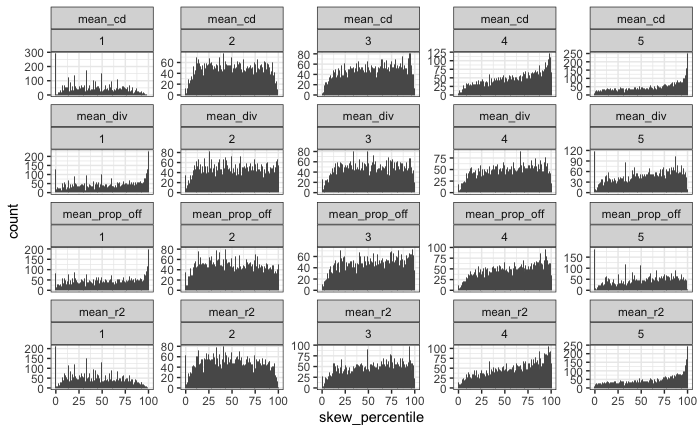 mean_cd mean_cd mean_cd mean_cd mean_cd
1 2 3 4 5
300 200 100 0
60 40 20 0
80 60 40 20 0
125 100 75 50 25 0
250 200 150 100 50 0
mean_div mean_div mean_div mean_div mean_div
1 2 3 4 5
200 150 100 50 0
80 60 40 20 0
80 60 40 20 0
75 50 25 0
120 90 60 30 0
count
mean_prop_off mean_prop_off mean_prop_off mean_prop_off mean_prop_off
1 2 3 4 5
200 150 100 50 0
80 60 40 20 0
60 40 20 0
100 75 50 25 0
150 100 50 0
mean_r2 mean_r2 mean_r2 mean_r2 mean_r2
1 2 3 4 5
200 150 100 50 0
80 60 40 20 0
100 75 50 25 0
100 75 50 25 0
250 200 150 100 50 0
0 25 50 75 100 0 25 50 75 100 0 25 50 75 100 0 25 50 75 100 0 25 50 75 100
skew_percentile